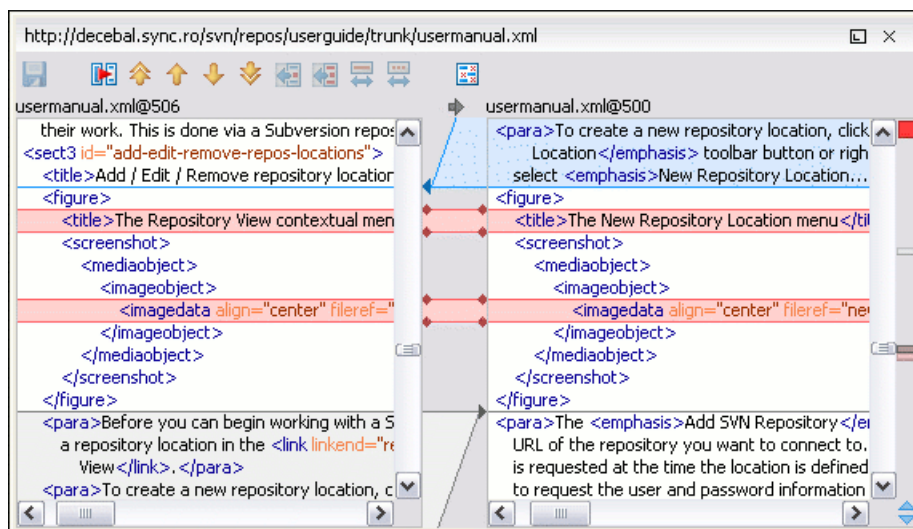 http://decebal.sync.ro/svn/repos/userguide/trunk/usermanual.xml
usermanual.xml@506
their work. This is done via a Subversion repos
<sect3 id="add-edit-remove-repos-locations">
<title>Add / Edit / Remove repository location
<figure>
<title>The Repository View contextual men
<screenshot>
<mediaobject>
<imageobject>
<imagedata align="center" fileref="
</imageobject>
</mediaobject>
</screenshot>
</figure>
<para>Before you can begin working with a S
a repository location in the <link linkend="re
View</link>.</para>
<para>To create a new repository location, c
usermanual.xml@500
<para>To create a new repository location, click
Location</emphasis> toolbar button or righ
select <emphasis>New Repository Location...
<figure>
<title>The New Repository Location menu</tit
<screenshot>
<mediaobject>
<imageobject>
<imagedata align="center" fileref="ne
</imageobject>
</mediaobject>
</screenshot>
</figure>
<para>The <emphasis>Add SVN Repository</e
URL of the repository you want to connect to.
is requested at the time the location is defined
to request the user and password information